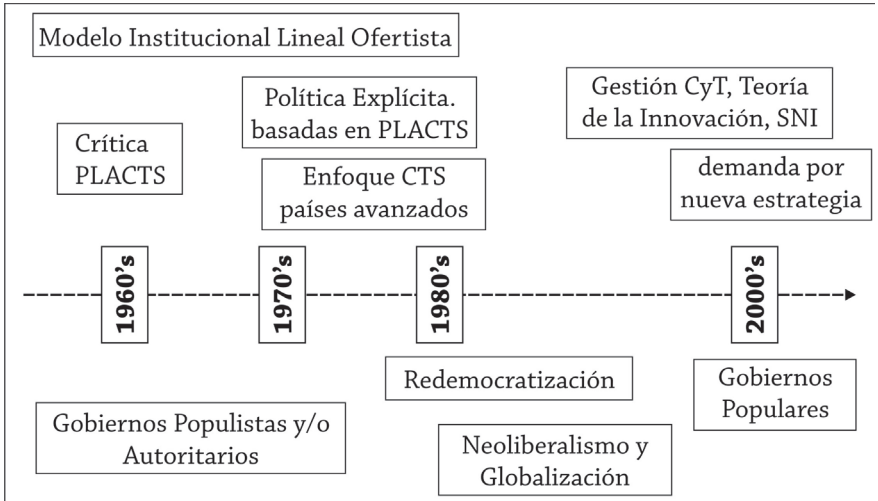 Modelo Institucional Lineal Ofertista
Política Explícita.
basadas en PLACTS
Gestión CyT, Teoría
de la Innovación, SNI
Crítica
PLACTS
Enfoque CTS
países avanzados
demanda por
nueva estrategia
1960's
1970's
1980's
2000's
Redemocratización
Gobiernos
Populares
Gobiernos Populistas y/o
Autoritarios
Neoliberalismo y
Globalización